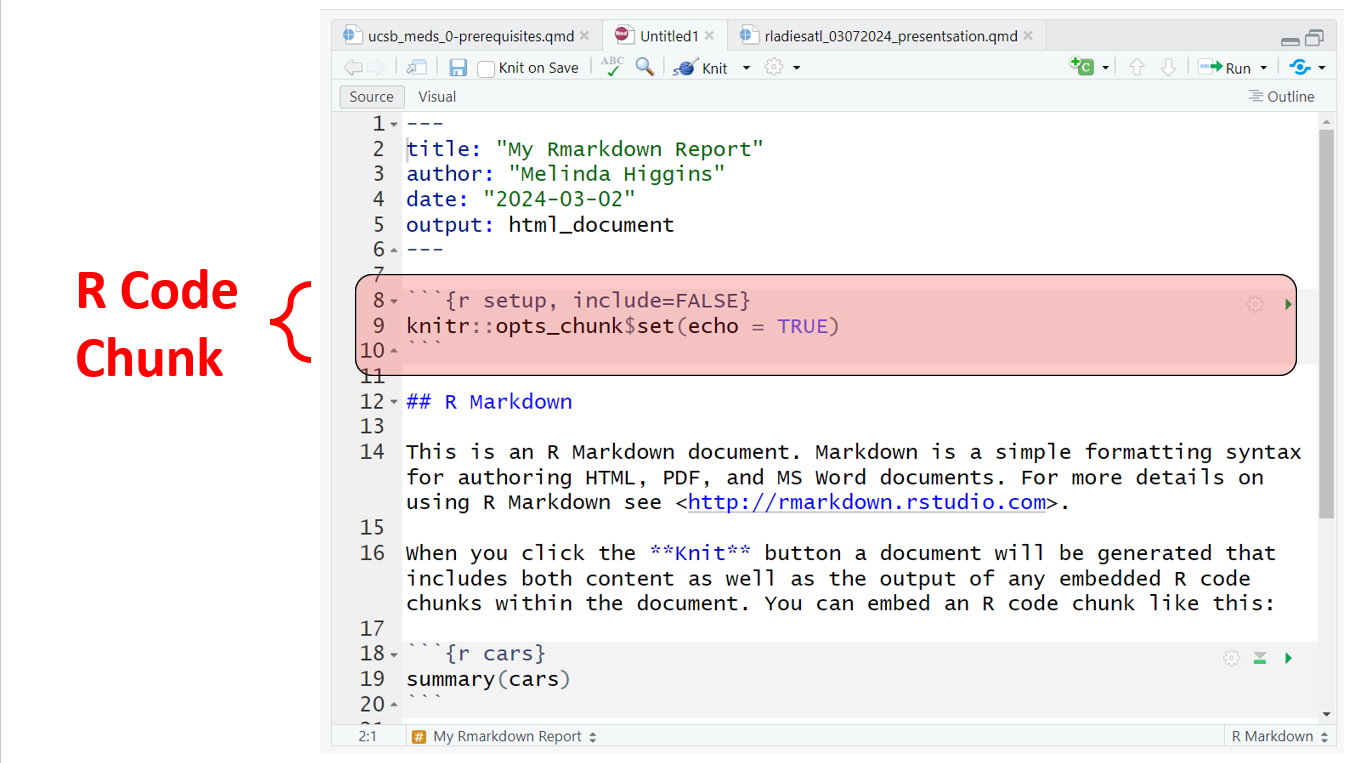 ucsb_meds_0-prerequisites.qmd × Untitled1 × rladiesatl_03072024_presentsation.qmd ×
Knit on Save ABC Knit Run
Source Visual Outline
1 ---
2 title: "My Rmarkdown Report"
3 author: "Melinda Higgins"
4 date: "2024-03-02"
5 output: html_document
6 ---
7
R Code
Chunk
8 ```{r setup, include=FALSE}
9 knitr::opts_chunk$set(echo = TRUE)
10 ```
11
12 ## R Markdown
13
14 This is an R Markdown document. Markdown is a simple formatting syntax
for authoring HTML, PDF, and MS Word documents. For more details on
using R Markdown see <http://rmarkdown.rstudio.com>.
15
16 When you click the **Knit** button a document will be generated that
includes both content as well as the output of any embedded R code
chunks within the document. You can embed an R code chunk like this:
17
18 ```{r cars}
19 summary(cars)
20 ```
2:1 # My Rmarkdown Report R Markdown